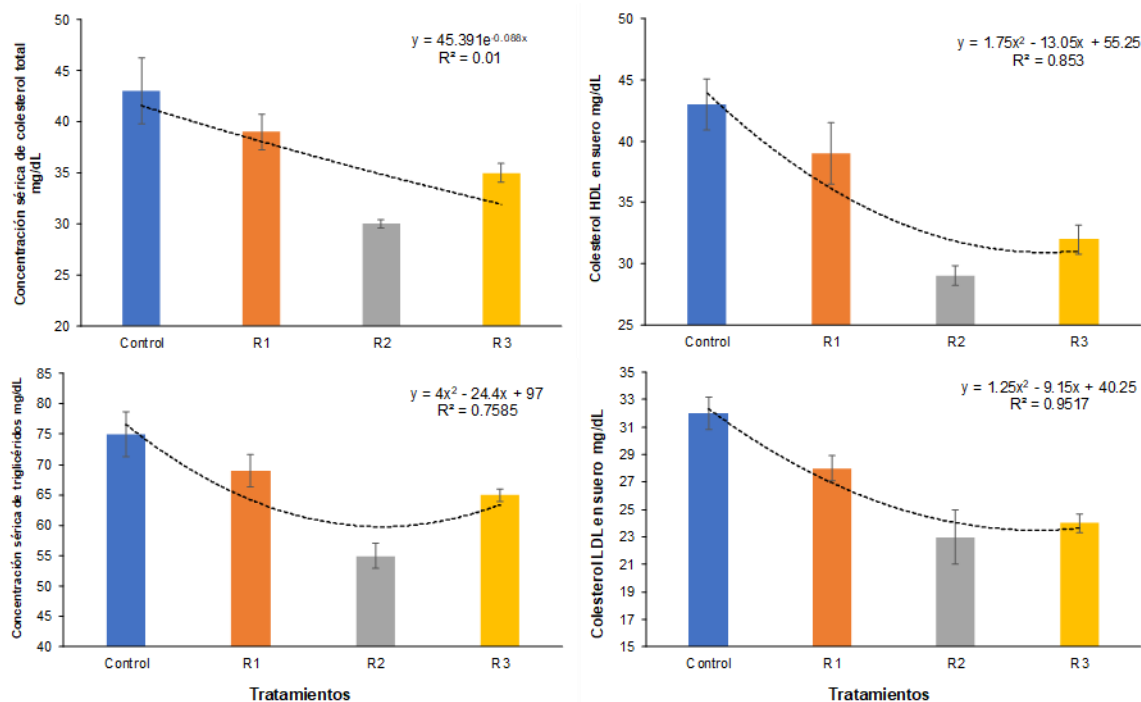 Concentración sérica de colesterol total
mg/dL
50
45
40
35
30
25
20
y = 45.391e-0.088x
R² = 0.01
Control R1 R2 R3
Colesterol HDL en suero mg/dL
50
45
40
35
30
25
y = 1.75x² - 13.05x + 55.25
R² = 0.853
Control R1 R2 R3
Concentración sérica de triglicéridos mg/dL
85
80
75
70
65
60
55
50
45
40
y = 4x² - 24.4x + 97
R² = 0.7585
Control R1 R2 R3
Tratamientos
Colesterol LDL en suero mg/dL
35
33
31
29
27
25
23
21
19
17
15
y = 1.25x² - 9.15x + 40.25
R² = 0.9517
Control R1 R2 R3
Tratamientos